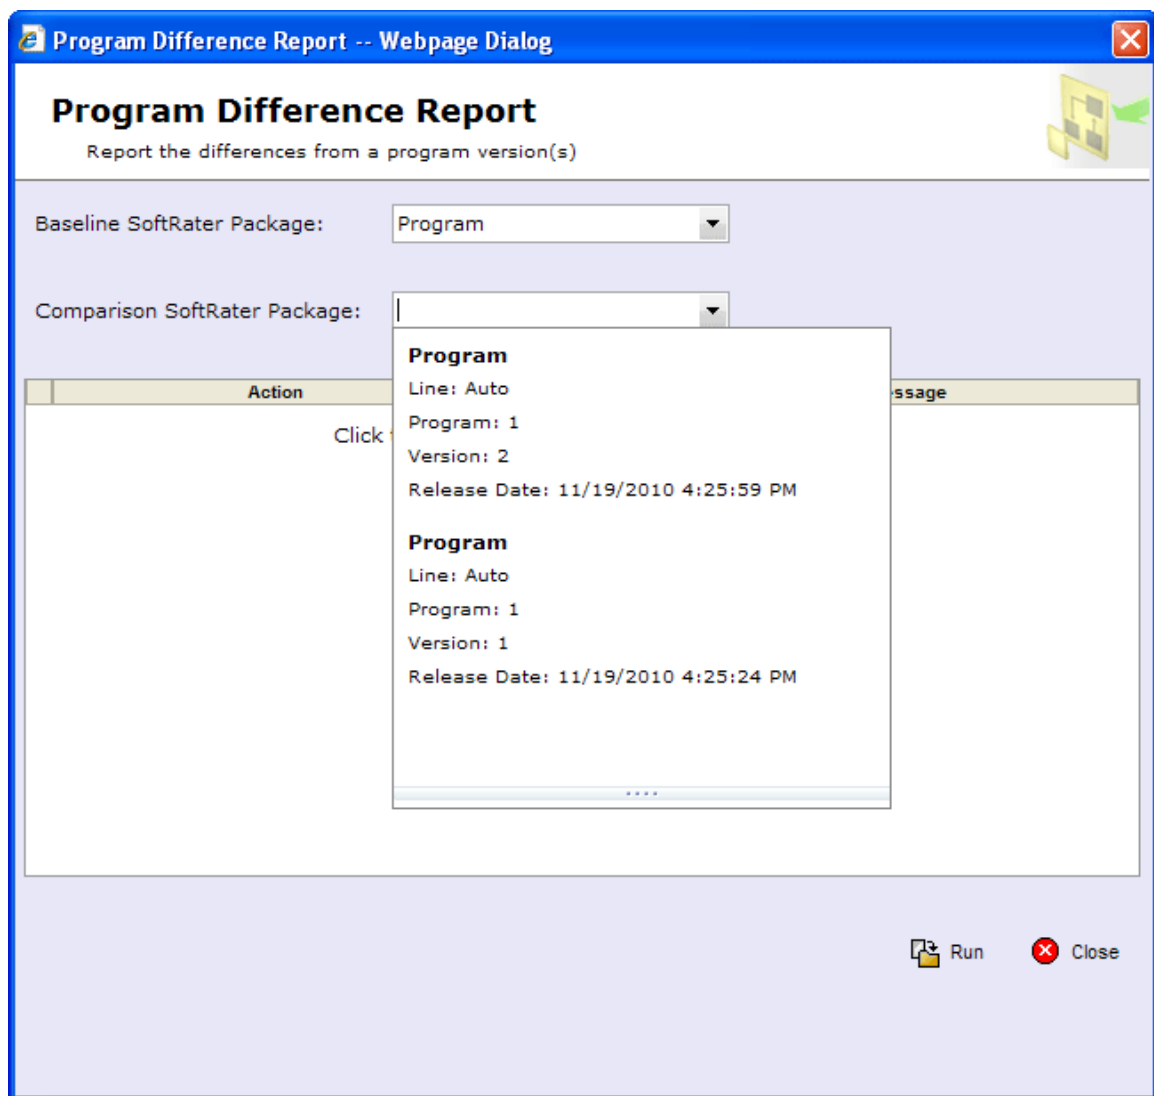 Program Difference Report -- Webpage Dialog
Program Difference Report
Report the differences from a program version(s)
Baseline SoftRater Package:
Program
Comparison SoftRater Package:
Program
Line: Auto
Program: 1
Version: 2
Release Date: 11/19/2010 4:25:59 PM
Program
Line: Auto
Program: 1
Version: 1
Release Date: 11/19/2010 4:25:24 PM
Action
Click
Run
Close